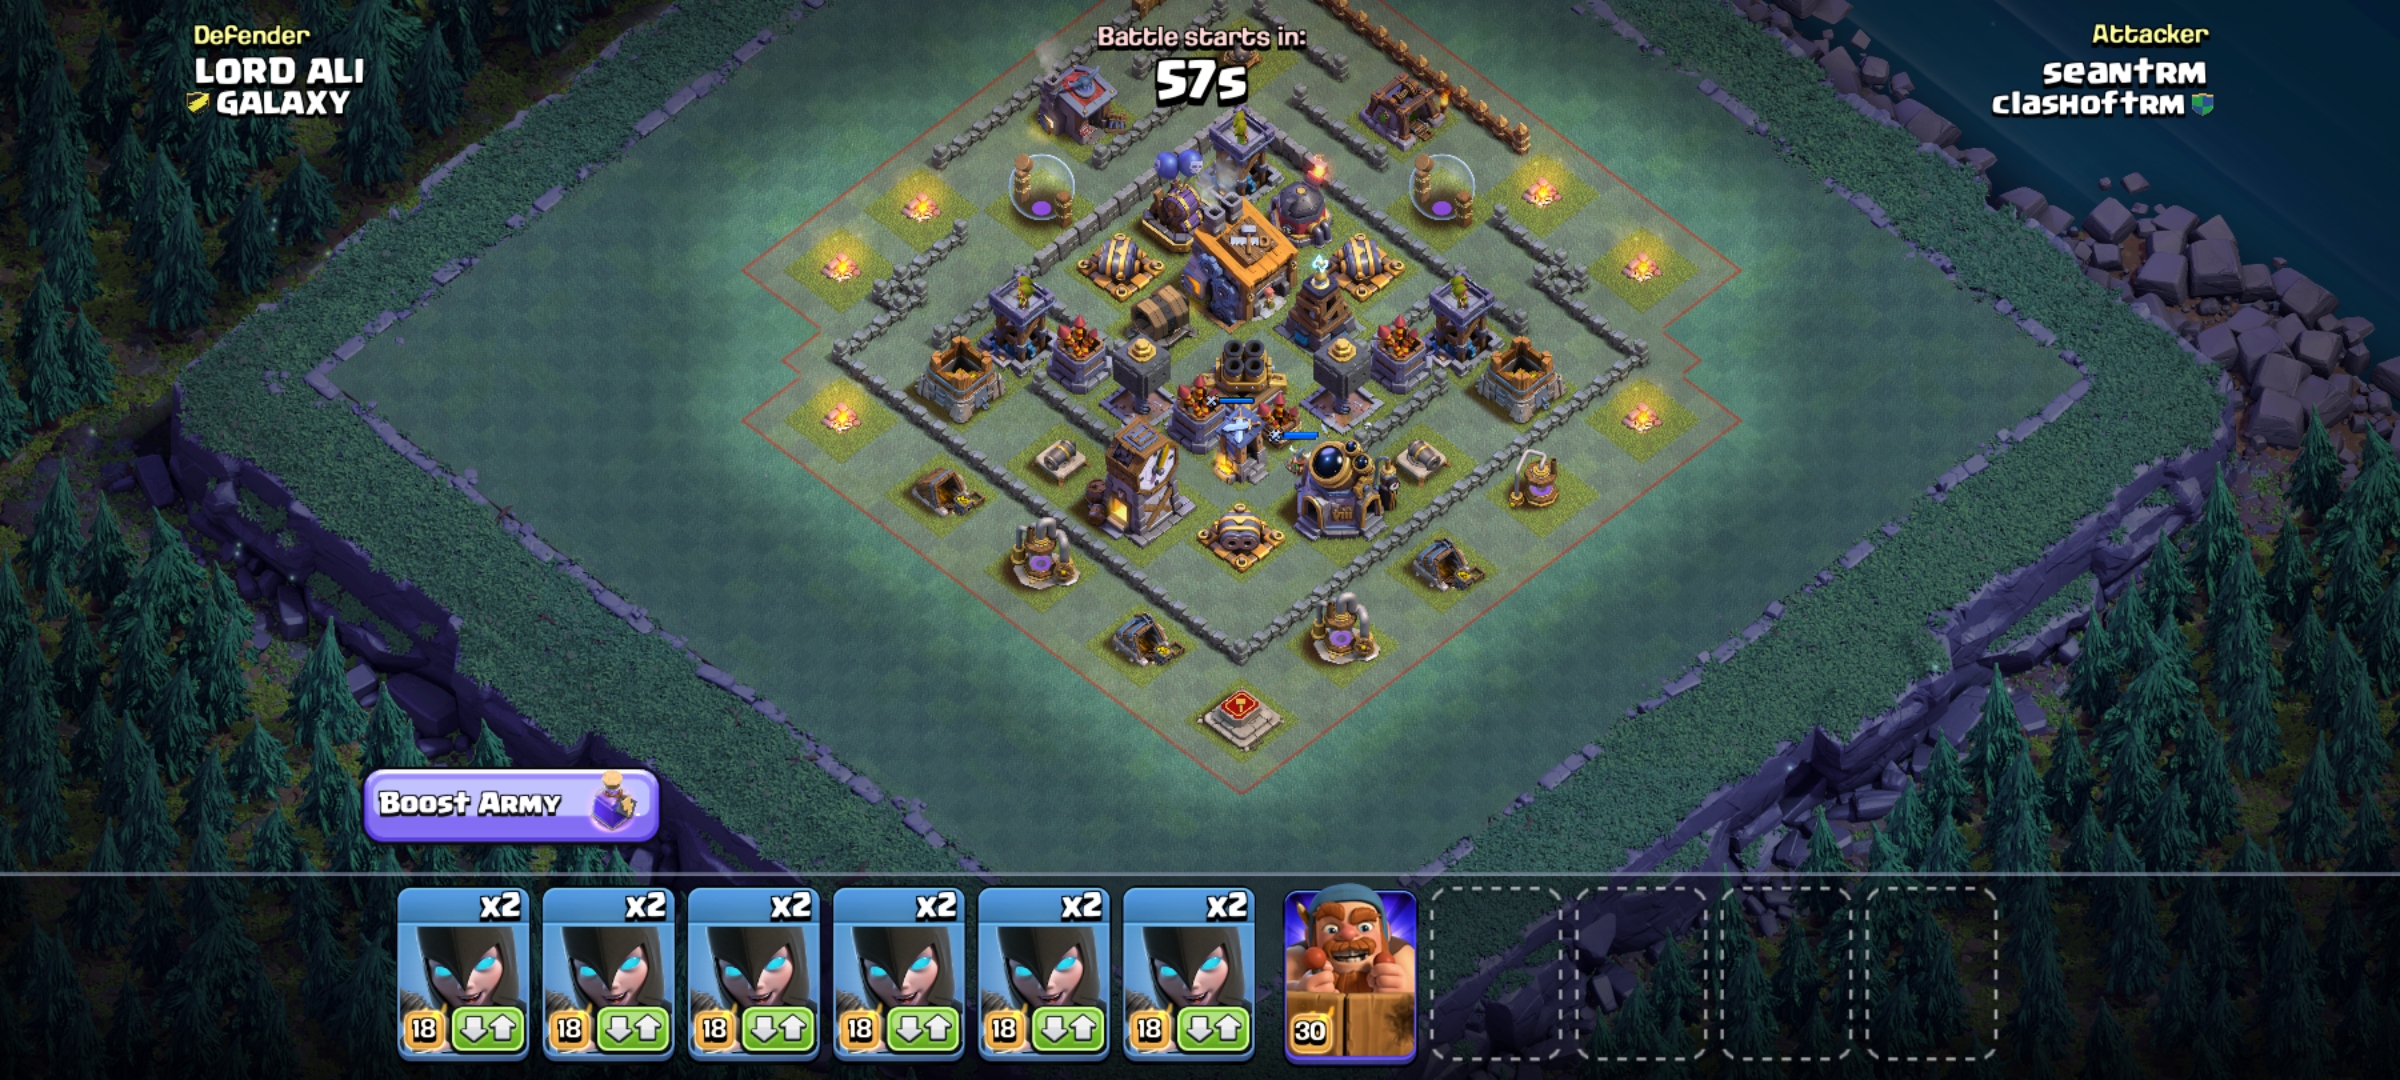 Defender
LORD ALI
GALAXY
Battle starts in:
57s
Attacker
seantRM
clashoftRM
Boost Army
x2
x2
x2
x2
x2
x2
18
18
18
18
18
18
30